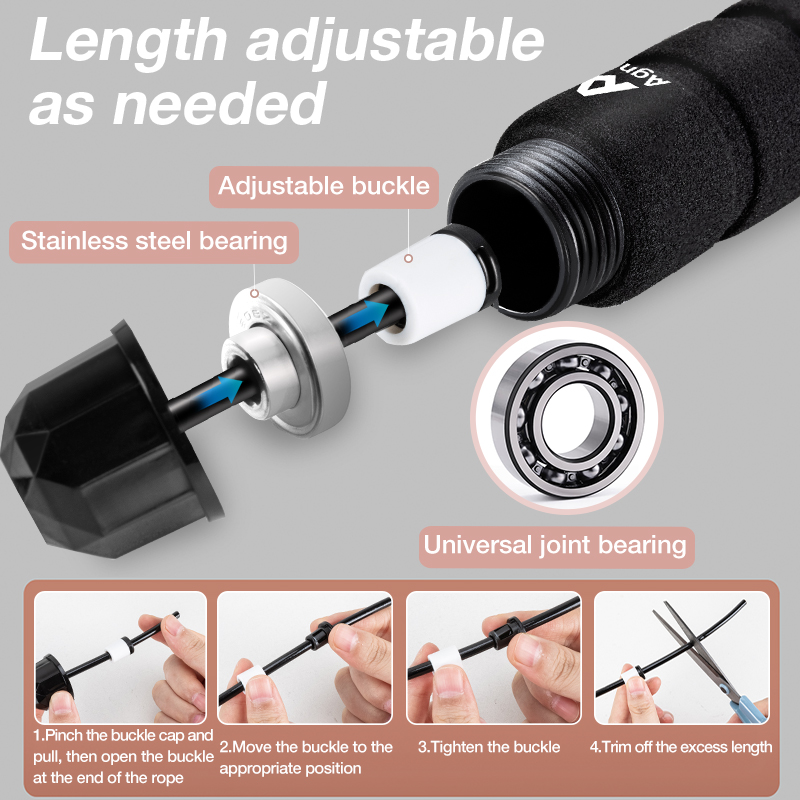 Length adjustable
as needed
Adjustable buckle
Stainless steel bearing
Universal joint bearing
1.Pinch the buckle cap and
pull, then open the buckle
at the end of the rope
2.Move the buckle to the
appropriate position
3.Tighten the buckle
4.Trim off the excess length